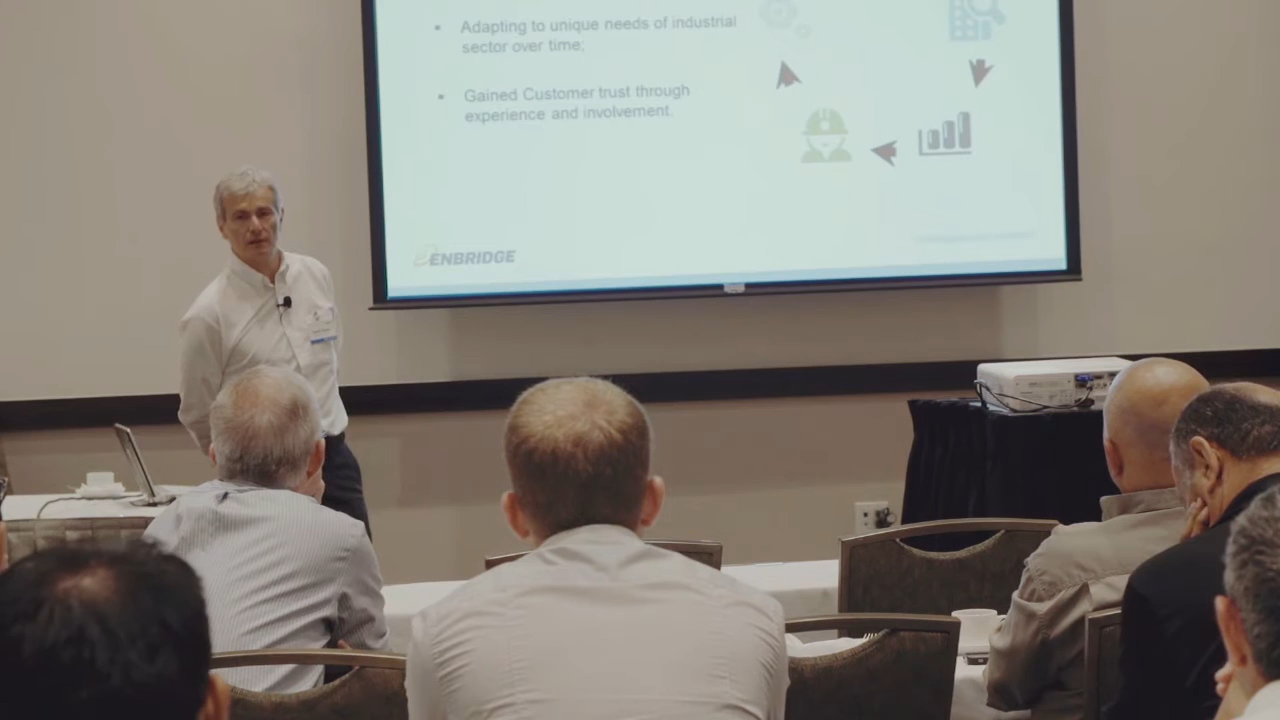 Adapting to unique needs of industrial
sector over time;
Gained Customer trust through
experience and involvement.
ENBRIDGE